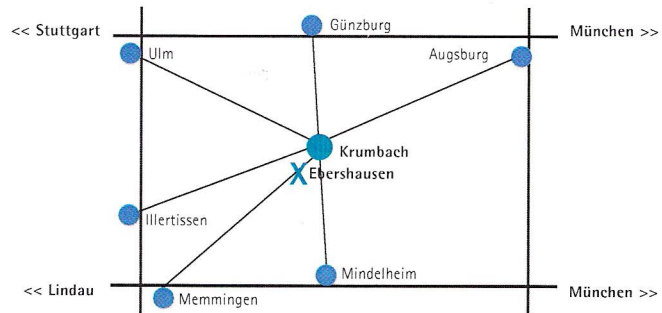 Günzburg
<< Stuttgart
München >>
Ulm
Augsburg
Krumbach
X Ebershausen
Illertissen
Mindelheim
<< Lindau
München >>
Memmingen